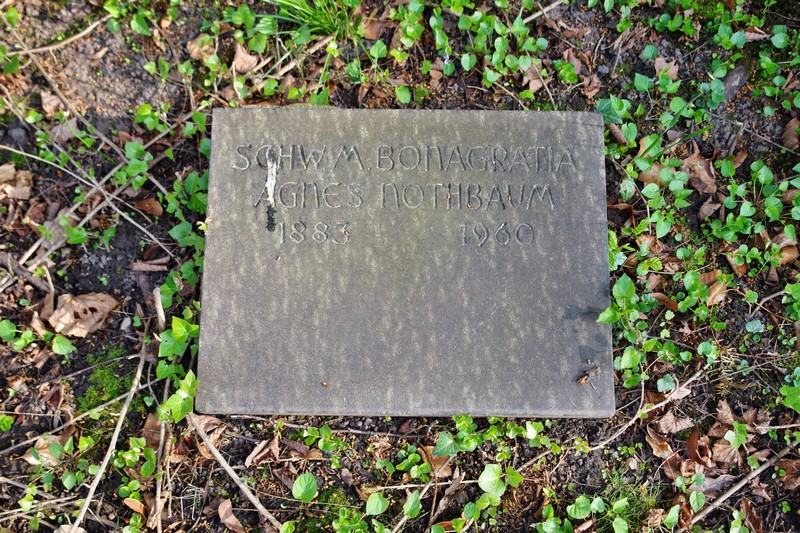 SCHW.M. BONAGRATIA
AGNES NOTHBAUM
1883 1960